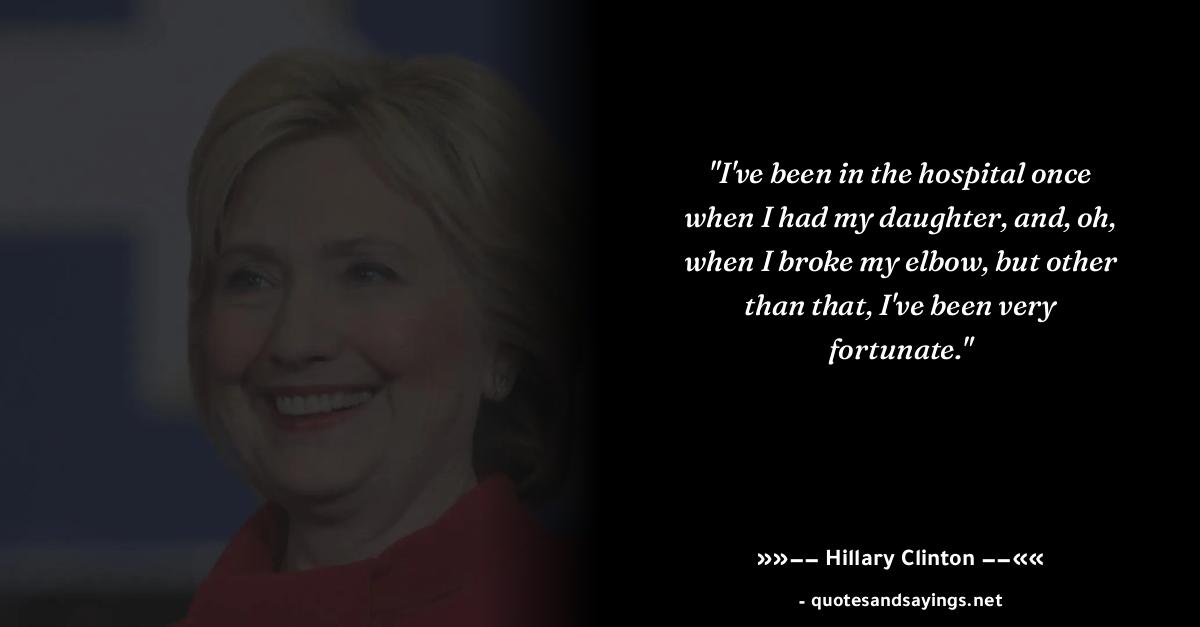 "I've been in the hospital once
when I had my daughter, and, oh,
when I broke my elbow, but other
than that, I've been very
fortunate."
»»−− Hillary Clinton −−««
- quotesandsayings.net